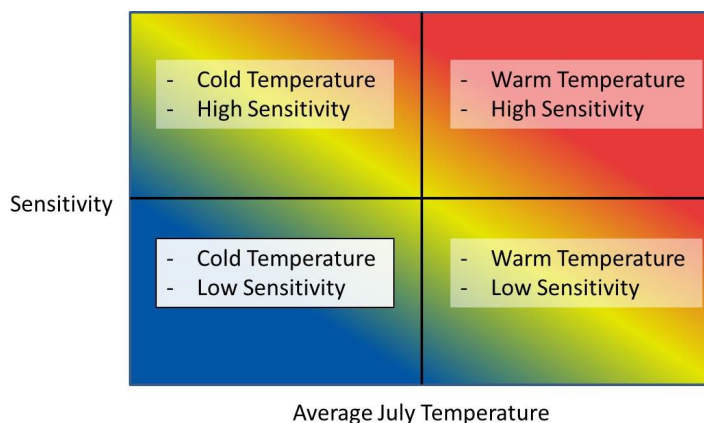 - Cold Temperature
- High Sensitivity
- Warm Temperature
- High Sensitivity
Sensitivity
- Cold Temperature
- Low Sensitivity
- Warm Temperature
- Low Sensitivity
Average July Temperature